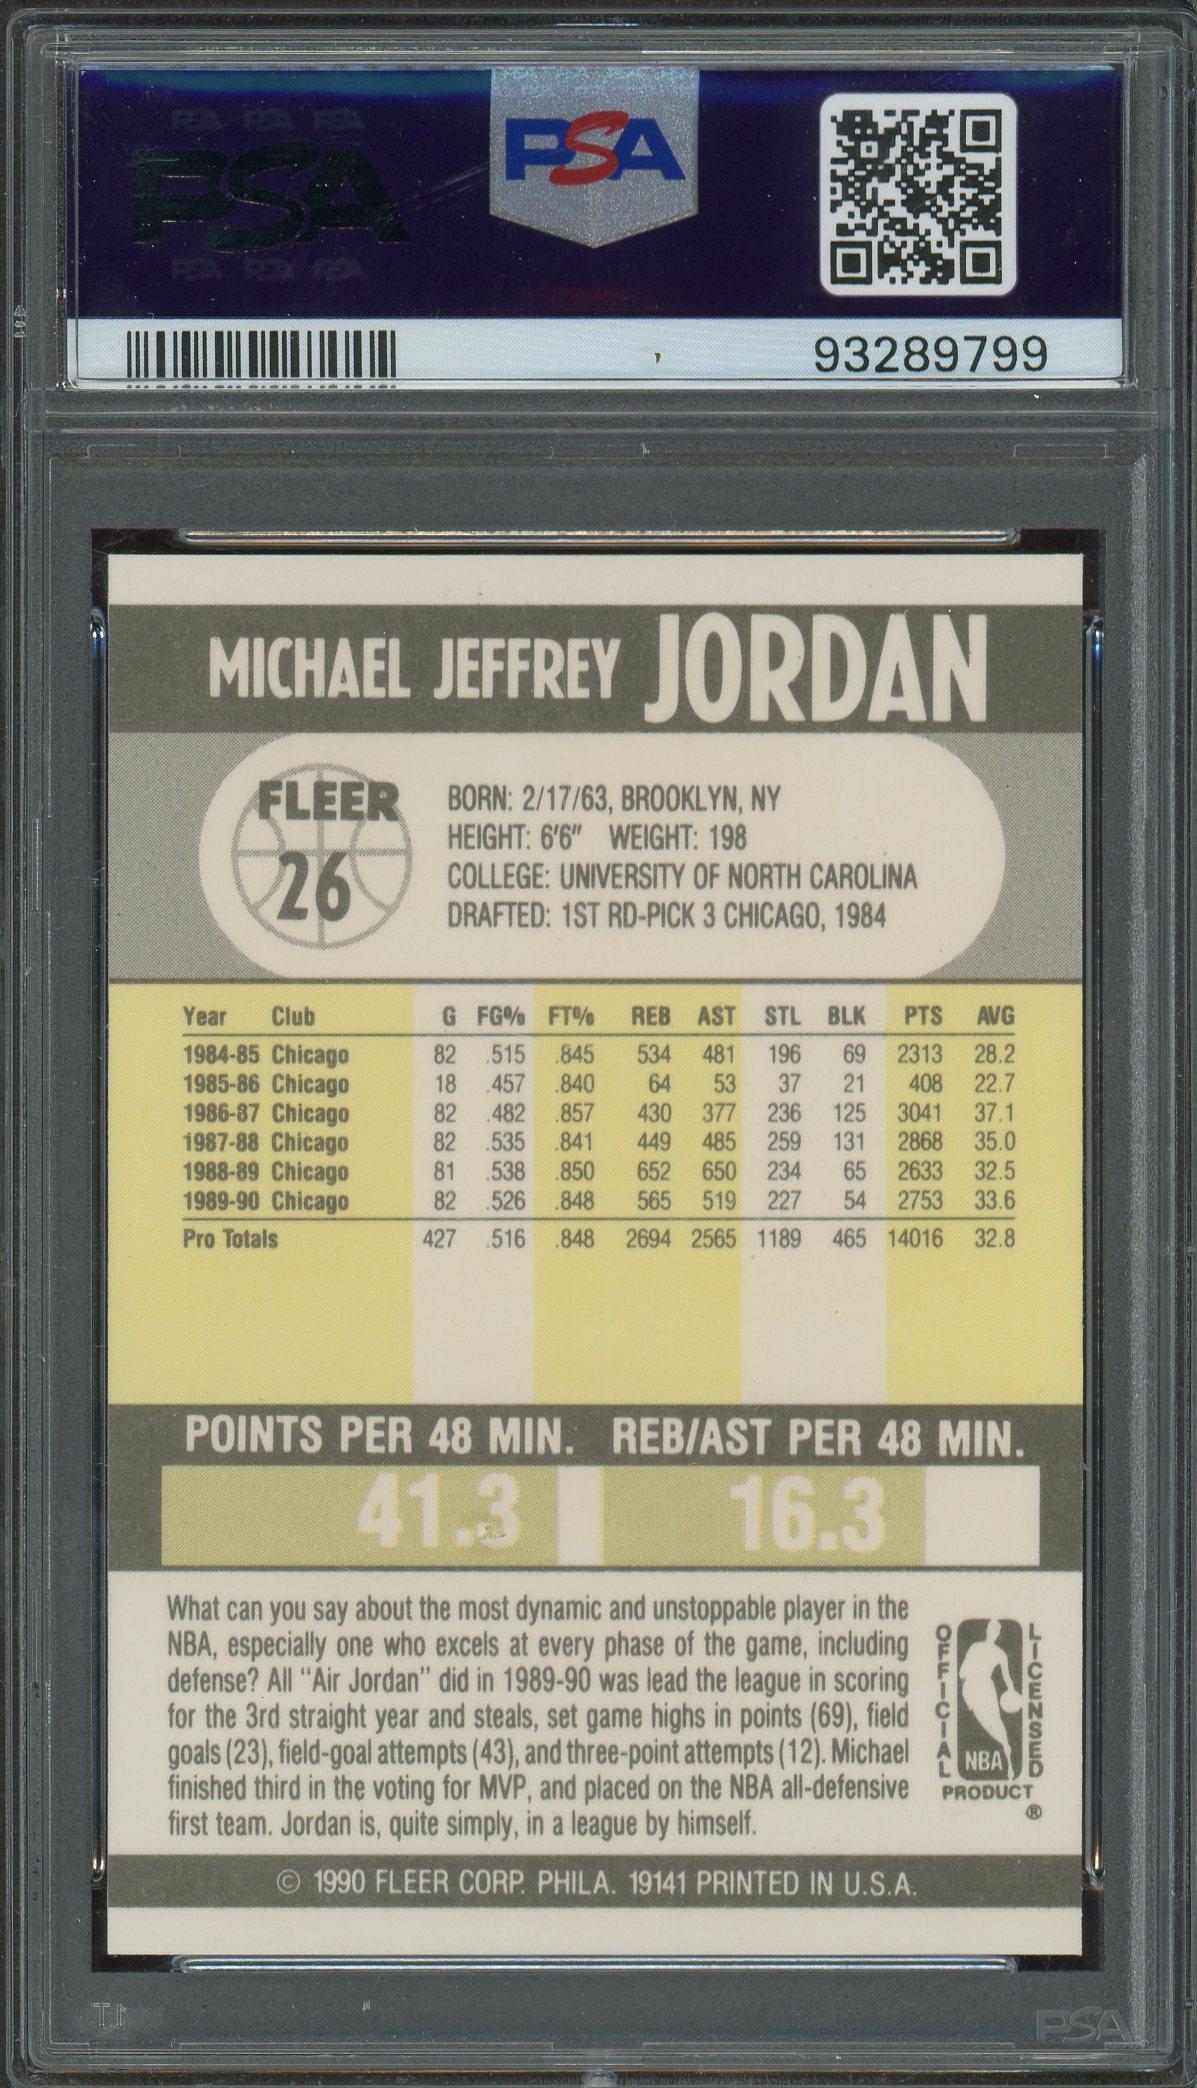 PSA PSA PSA
PSA
PSA PSA PSA
PSA
93289799
MICHAEL JEFFREY JORDAN
FLEER
26
BORN: 2/17/63, BROOKLYN, NY
HEIGHT: 6'6" WEIGHT: 198
COLLEGE: UNIVERSITY OF NORTH CAROLINA
DRAFTED: 1ST RD-PICK 3 CHICAGO, 1984
Year Club G FG% FT% REB AST STL BLK PTS AVG
1984-85 Chicago 82 .515 .845 534 481 196 69 2313 28.2
1985-86 Chicago 18 .457 .840 64 53 37 21 408 22.7
1986-87 Chicago 82 .482 .857 430 377 236 125 3041 37.1
1987-88 Chicago 82 .535 .841 449 485 259 131 2868 35.0
1988-89 Chicago 81 .538 .850 652 650 234 65 2633 32.5
1989-90 Chicago 82 .526 .848 565 519 227 54 2753 33.6
Pro Totals 427 .516 .848 2694 2565 1189 465 14016 32.8
POINTS PER 48 MIN. REB/AST PER 48 MIN.
41.3 16.3
What can you say about the most dynamic and unstoppable player in the
NBA, especially one who excels at every phase of the game, including
defense? All "Air Jordan" did in 1989-90 was lead the league in scoring
for the 3rd straight year and steals, set game highs in points (69), field
goals (23), field-goal attempts (43), and three-point attempts (12). Michael
finished third in the voting for MVP, and placed on the NBA all-defensive
first team. Jordan is, quite simply, in a league by himself.
OFFICIAL LICENSED
NBA
PRODUCT
®
© 1990 FLEER CORP. PHILA. 19141 PRINTED IN U.S.A.
PSA